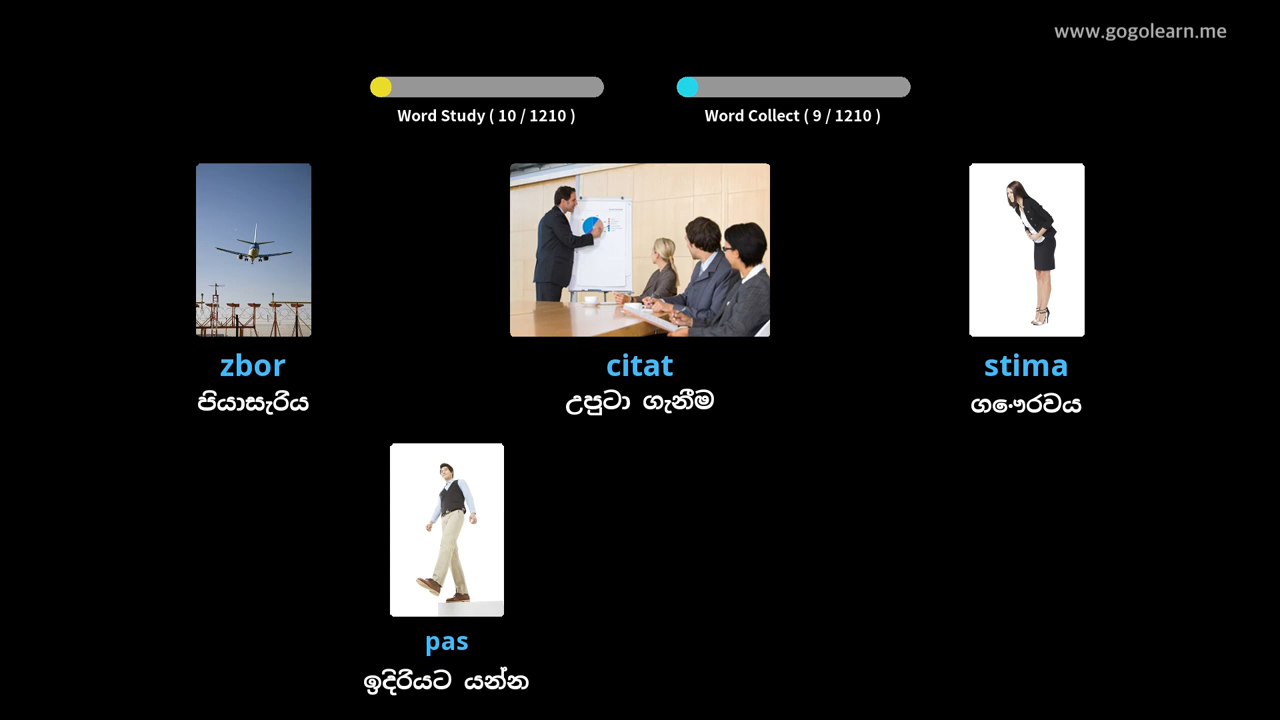 www.gogolearn.me
Word Study ( 10 / 1210 )
Word Collect ( 9 / 1210 )
zbor
පියාසැරිය
citat
උපුටා ගැනීම
stima
ගෞරවය
pas
ඉදිරියට යන්න